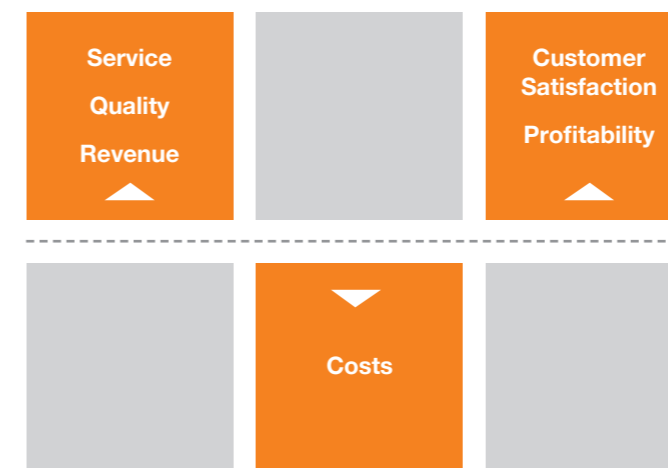 Service
Quality
Revenue
Customer
Satisfaction
Profitability
Costs